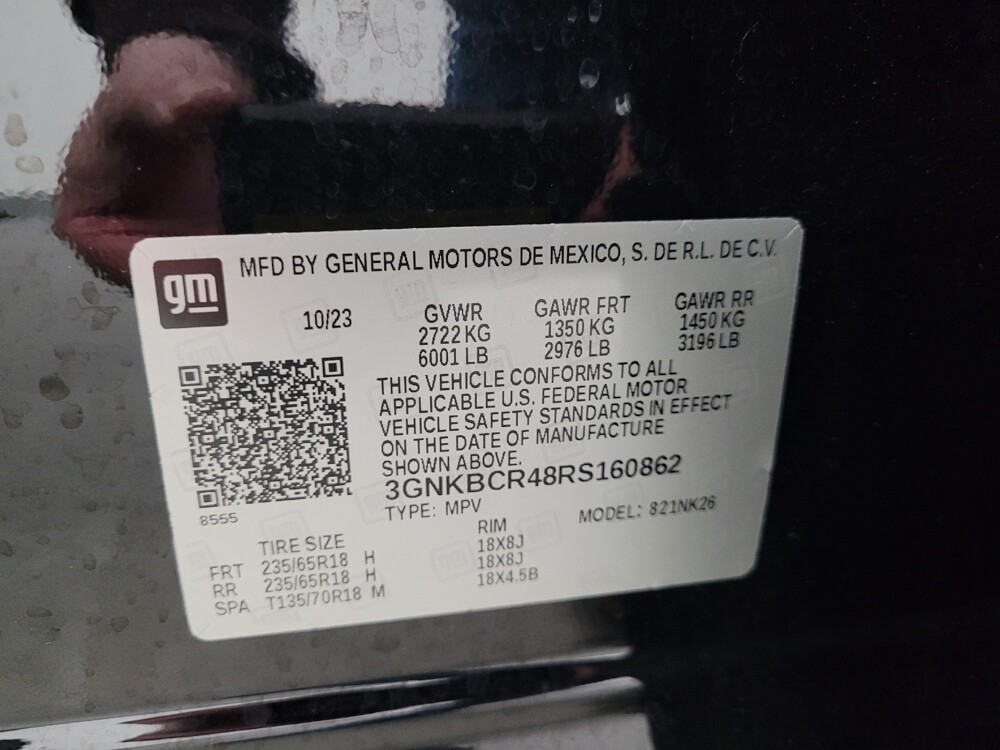 gm
MFD BY GENERAL MOTORS DE MEXICO, S. DE R.L. DE C.V.
10/23
GVWR GAWR FRT GAWR RR
2722 KG 1350 KG 1450 KG
6001 LB 2976 LB 3196 LB
THIS VEHICLE CONFORMS TO ALL
APPLICABLE U.S. FEDERAL MOTOR
VEHICLE SAFETY STANDARDS IN EFFECT
ON THE DATE OF MANUFACTURE
SHOWN ABOVE.
3GNKBCR48RS160862
8555
TYPE: MPV MODEL: 821NK26
TIRE SIZE RIM
FRT 235/65R18 H 18X8J
RR 235/65R18 H 18X8J
SPA T135/70R18 M 18X4.5B